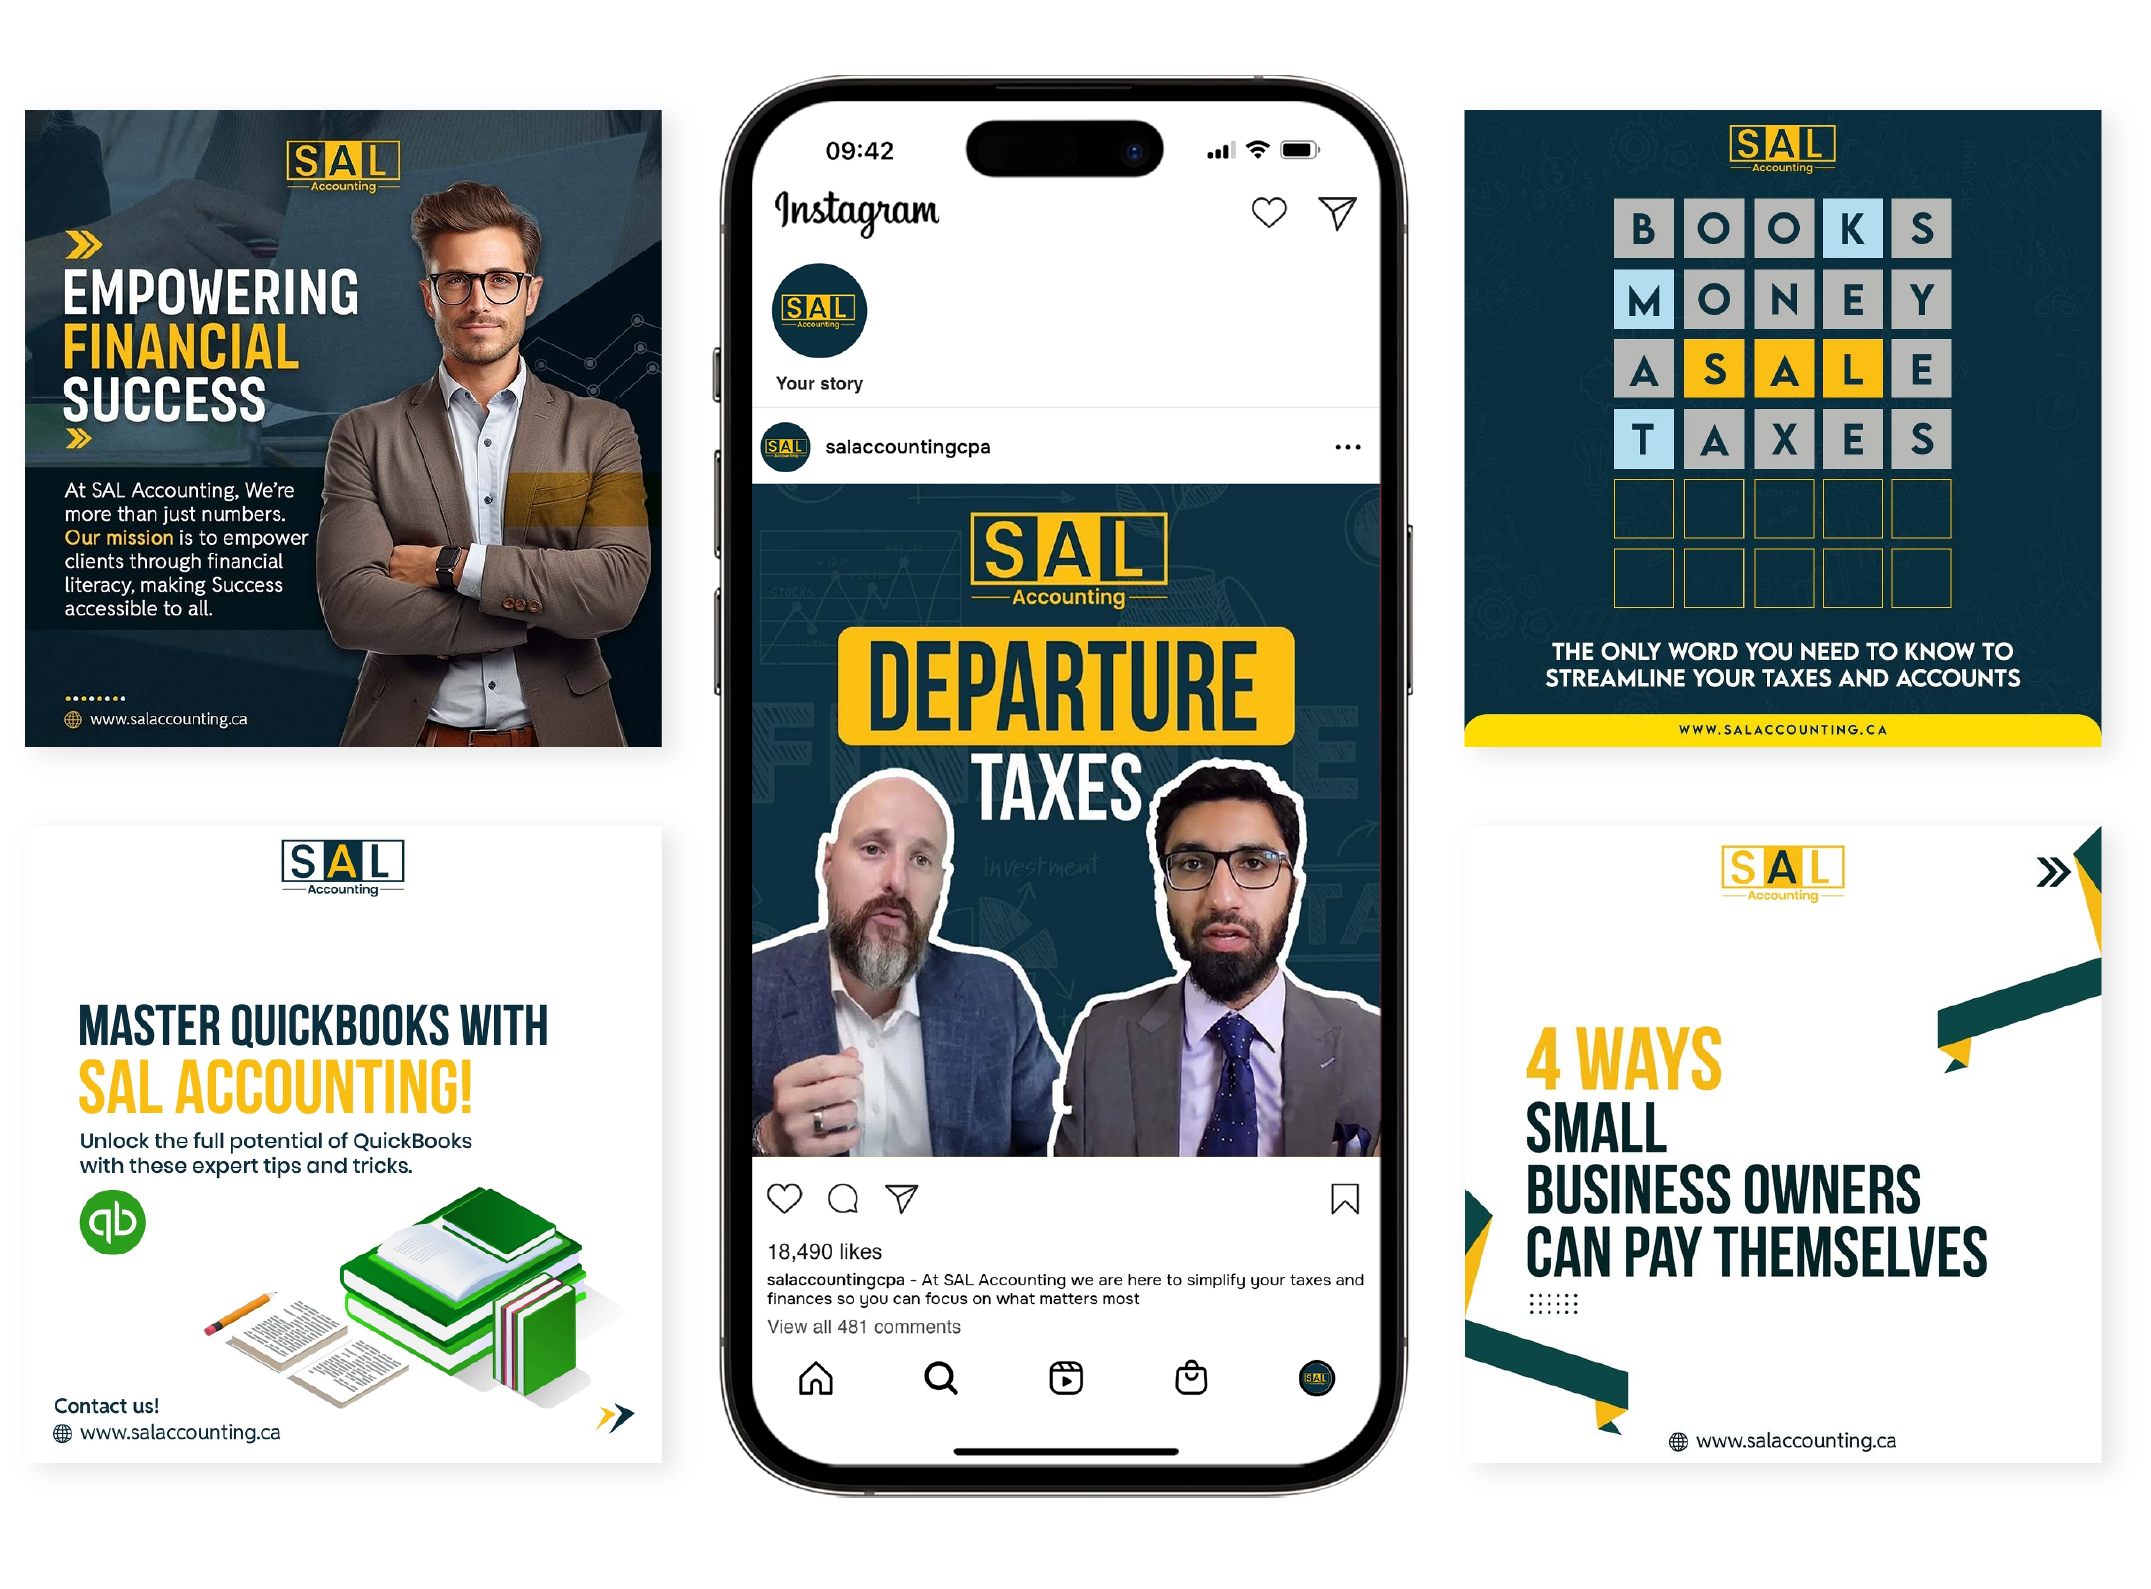 SAL
Accounting
EMPOWERING
FINANCIAL
SUCCESS
At SAL Accounting, We're
more than just numbers.
Our mission is to empower
clients through financial
literacy, making Success
accessible to all.
www.salaccounting.ca
SAL
Accounting
MASTER QUICKBOOKS WITH
SAL ACCOUNTING!
Unlock the full potential of QuickBooks
with these expert tips and tricks.
qb
Contact us!
www.salaccounting.ca
09:42
Instagram
SAL
Accounting
Your story
SAL
salaccountingcpa
SAL
Accounting
STOCKS
DEPARTURE
TAXES
investment
18,490 likes
salaccountingcpa - At SAL Accounting we are here to simplify your taxes and
finances so you can focus on what matters most
View all 481 comments
SAL
SAL
Accounting
B O O K S
M O N E Y
A S A L E
T A X E S
THE ONLY WORD YOU NEED TO KNOW TO
STREAMLINE YOUR TAXES AND ACCOUNTS
WWW.SALACCOUNTING.CA
SAL
Accounting
4 WAYS
SMALL
BUSINESS OWNERS
CAN PAY THEMSELVES
www.salaccounting.ca